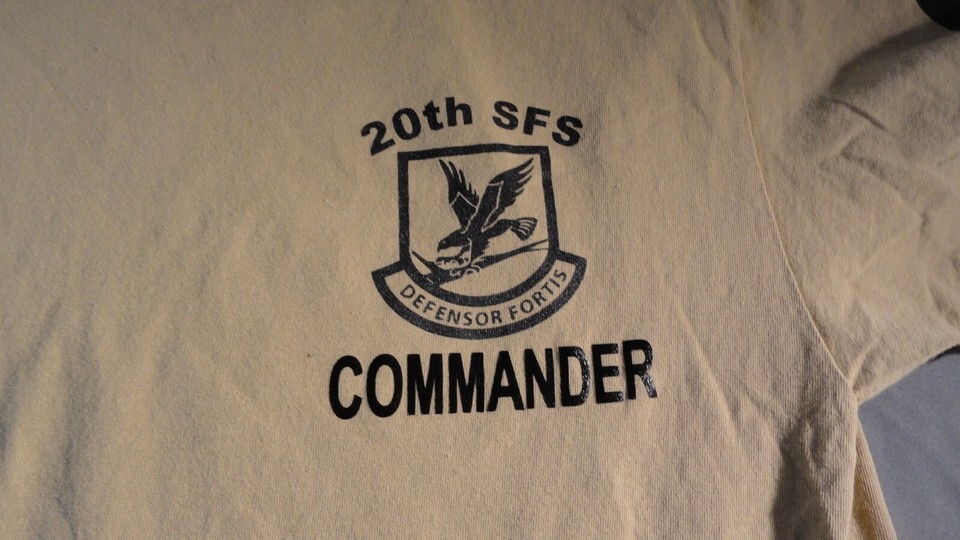 20th SFS
DEFENSOR FORTIS
COMMANDER